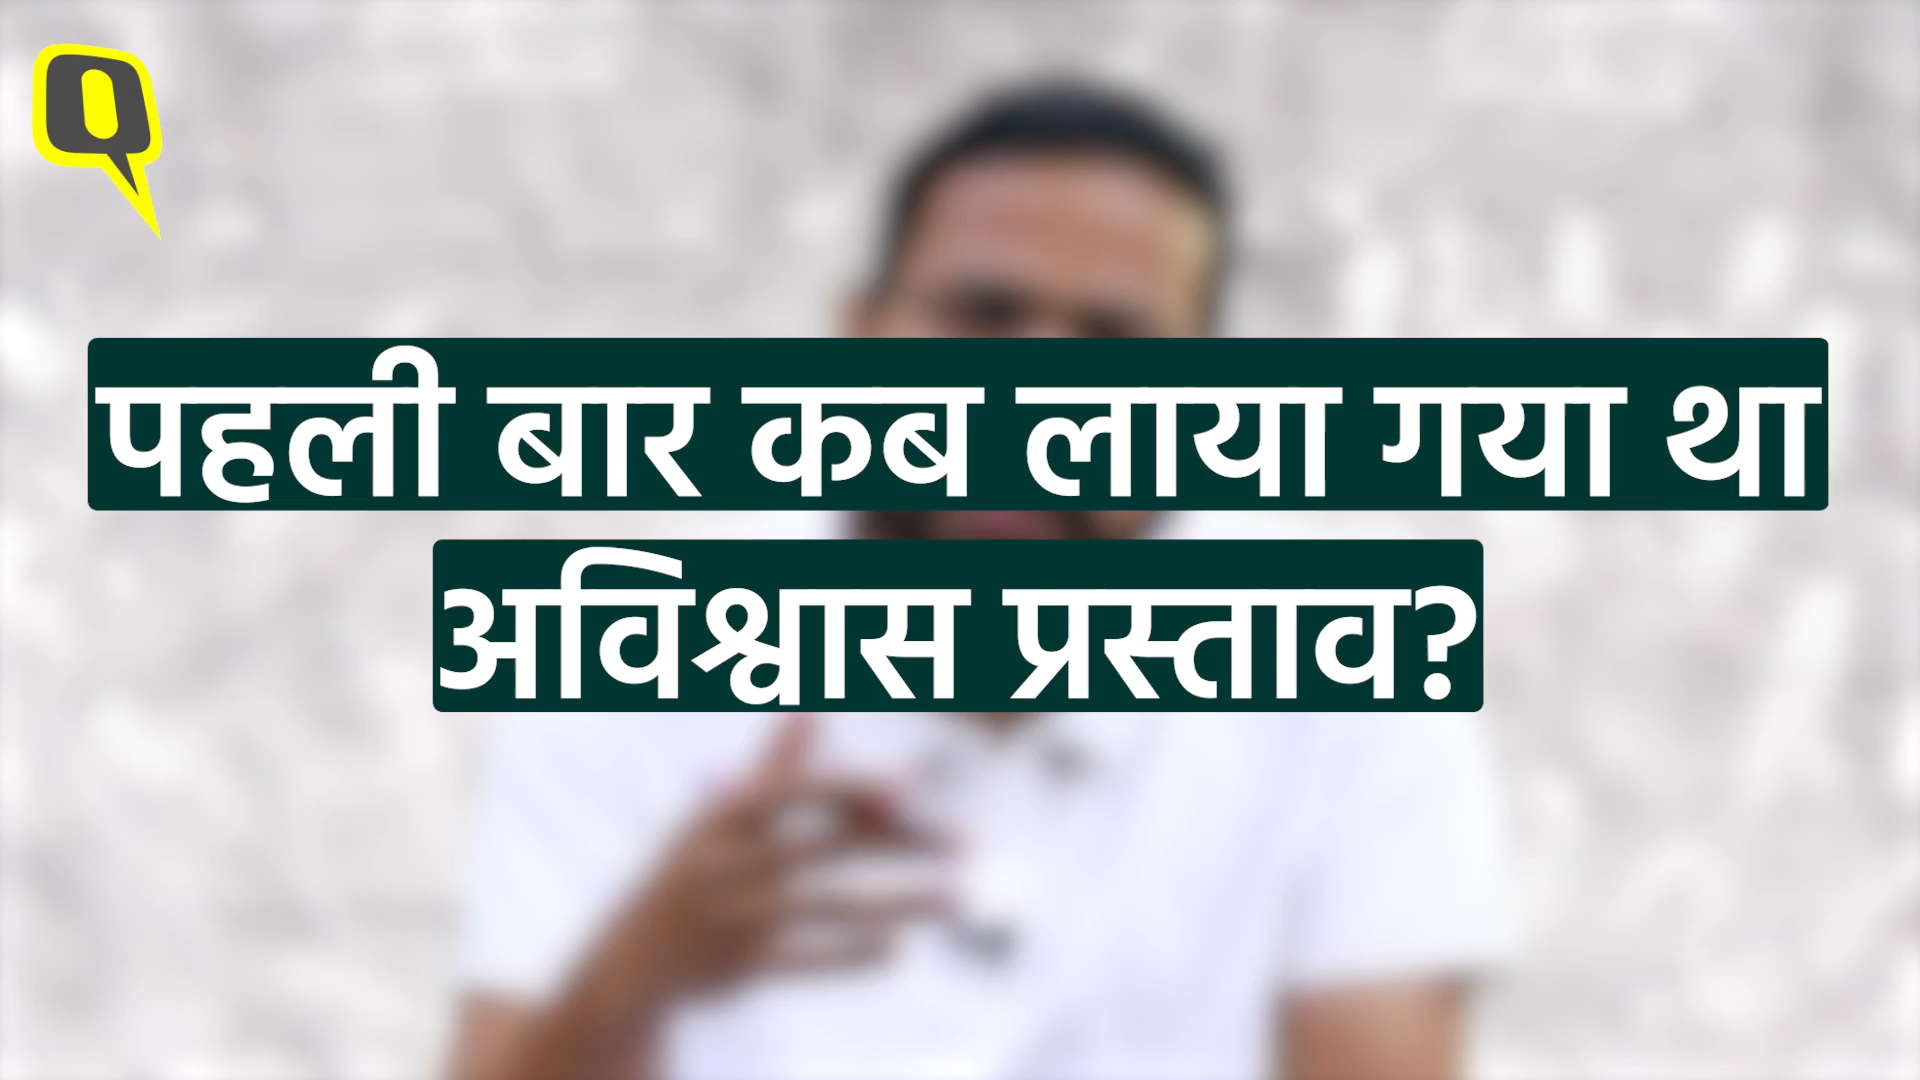 Q
पहली बार कब लाया गया था
अविश्वास प्रस्ताव?